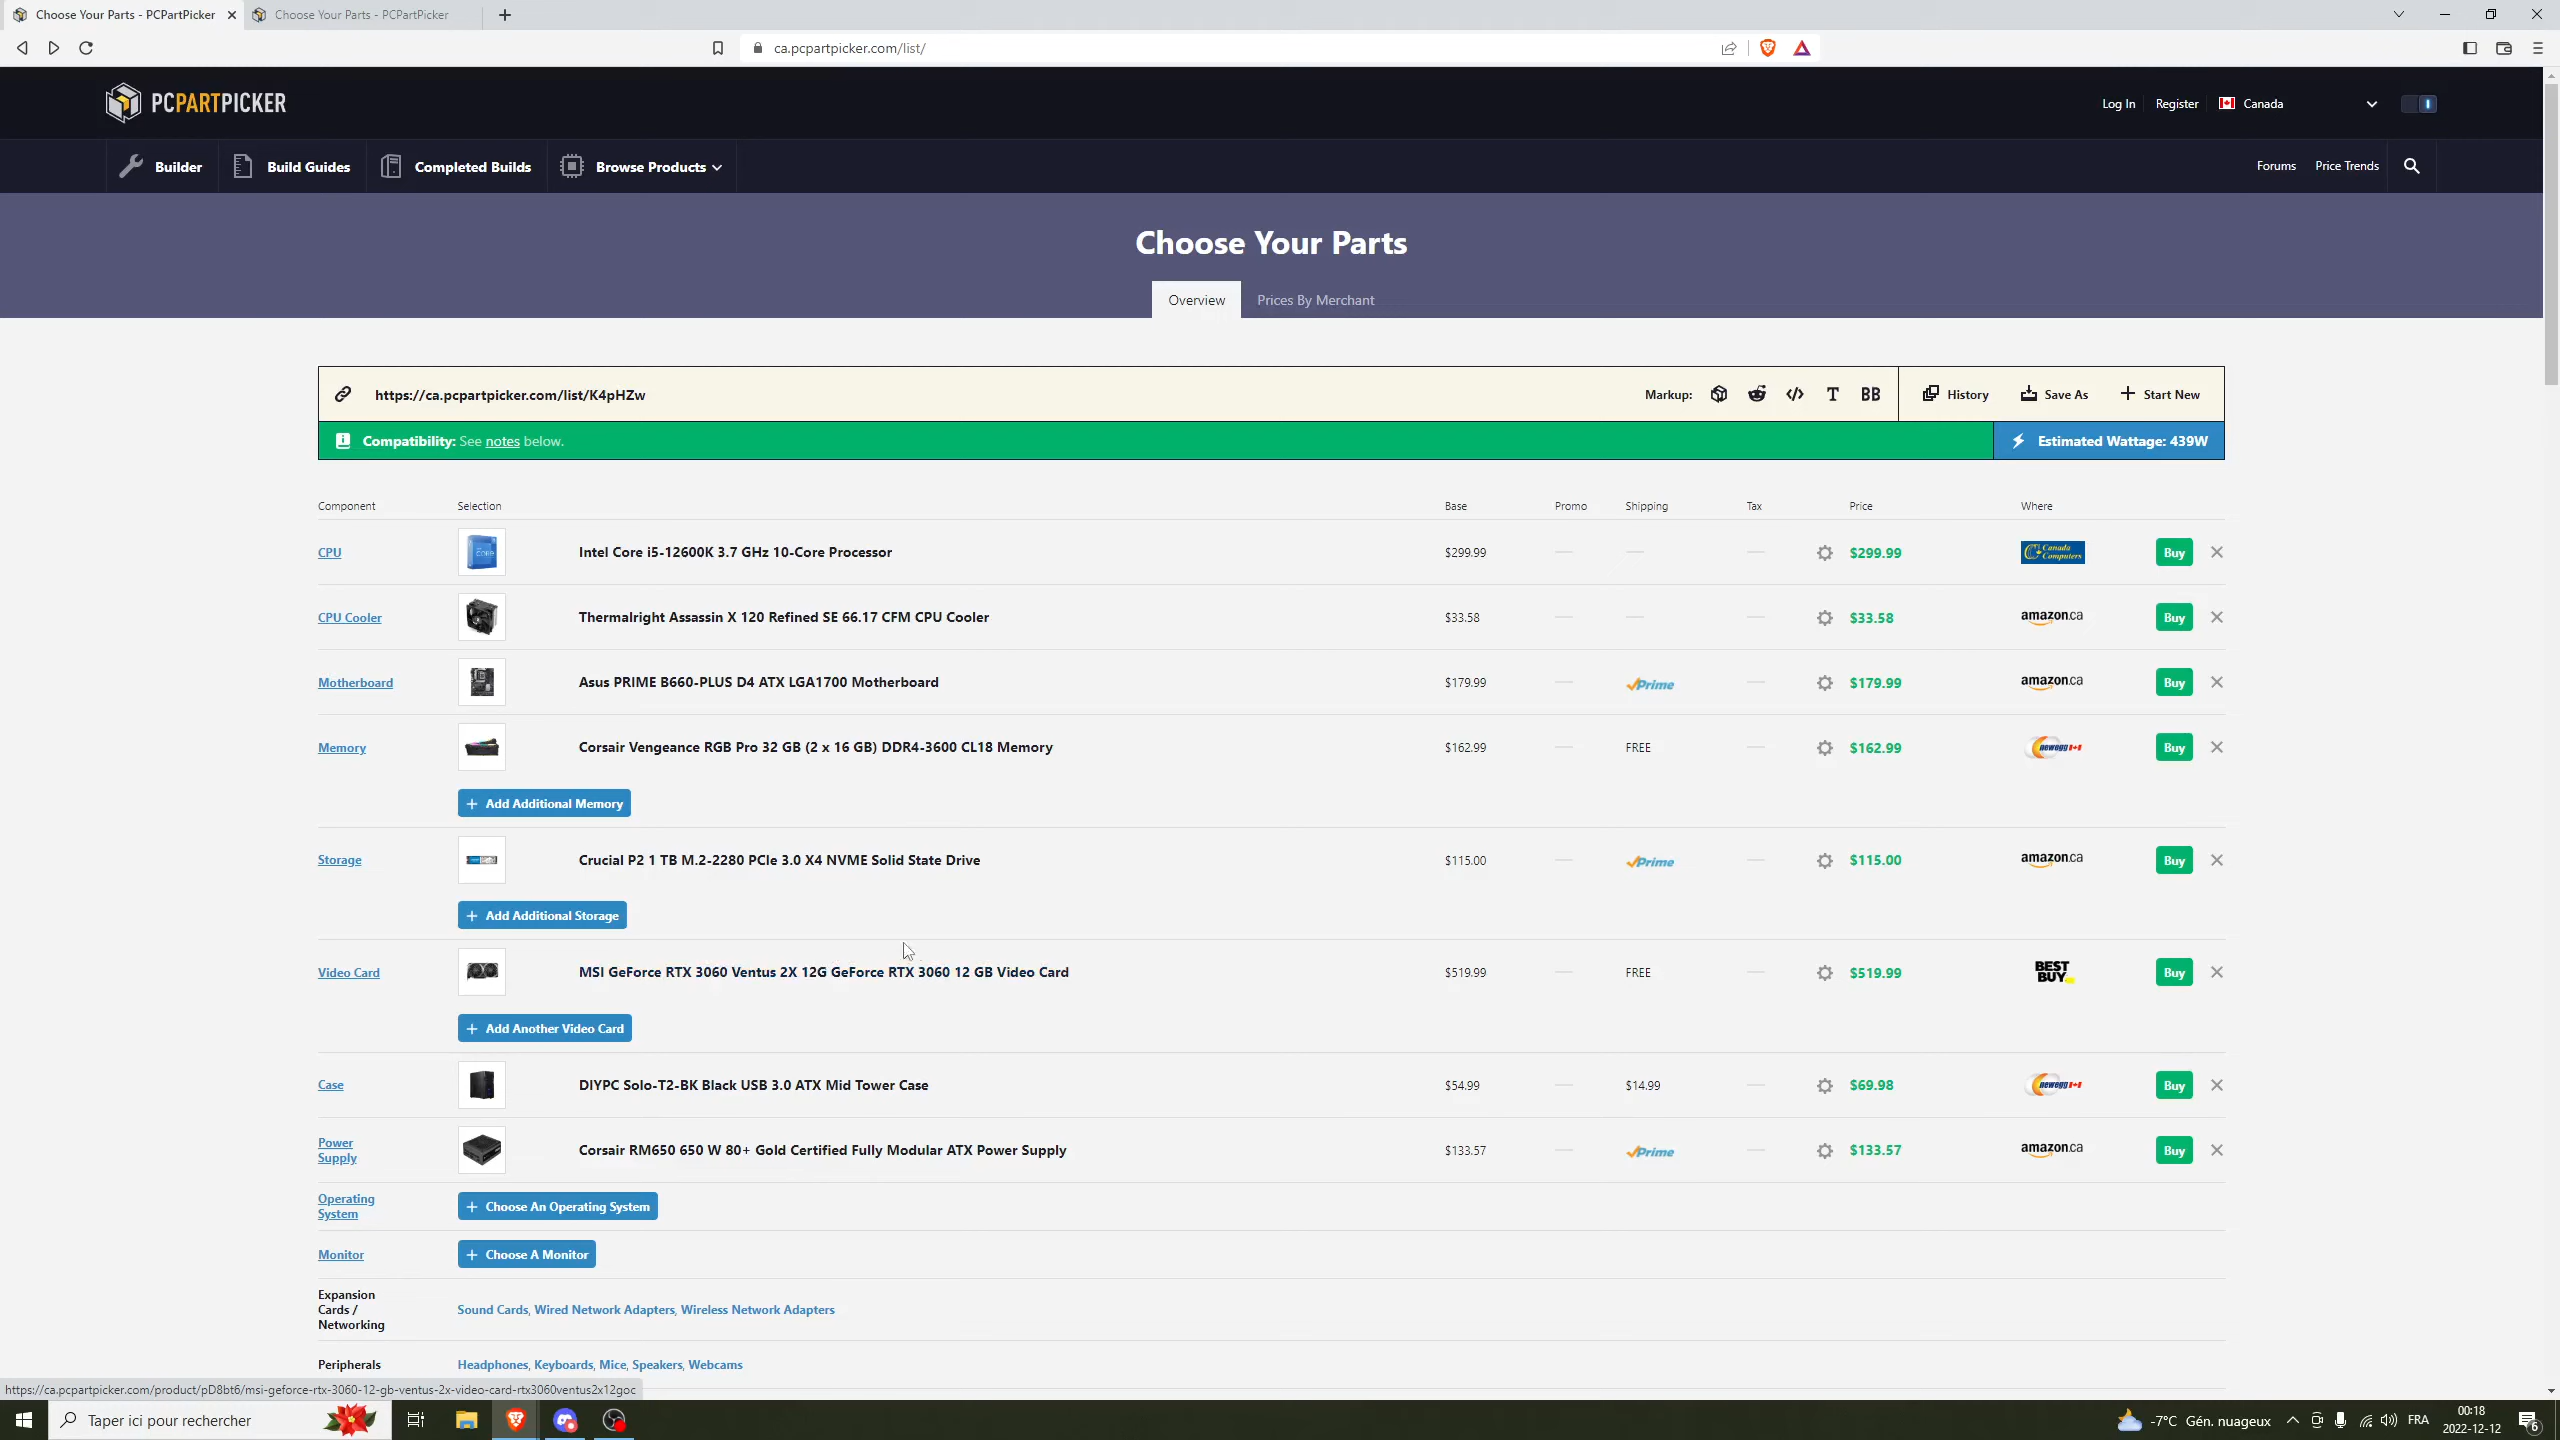 Choose Your Parts - PCPartPicker
Choose Your Parts - PCPartPicker
ca.pcpartpicker.com/list/
PCPARTPICKER
Log In
Register
Canada
Builder
Build Guides
Completed Builds
Browse Products
Forums
Price Trends
Choose Your Parts
Overview
Prices By Merchant
https://ca.pcpartpicker.com/list/K4pHZw
Markup:
T
BB
History
Save As
Start New
Compatibility: See notes below.
Estimated Wattage: 439W
Component Selection Base Promo Shipping Tax Price Where
CPU Intel Core i5-12600K 3.7 GHz 10-Core Processor $299.99 $299.99 Canada Computers Buy
CPU Cooler Thermalright Assassin X 120 Refined SE 66.17 CFM CPU Cooler $33.58 $33.58 amazon.ca Buy
Motherboard Asus PRIME B660-PLUS D4 ATX LGA1700 Motherboard $179.99 Prime $179.99 amazon.ca Buy
Memory Corsair Vengeance RGB Pro 32 GB (2 x 16 GB) DDR4-3600 CL18 Memory $162.99 FREE $162.99 newegg Buy
+ Add Additional Memory
Storage Crucial P2 1 TB M.2-2280 PCIe 3.0 X4 NVME Solid State Drive $115.00 Prime $115.00 amazon.ca Buy
+ Add Additional Storage
Video Card MSI GeForce RTX 3060 Ventus 2X 12G GeForce RTX 3060 12 GB Video Card $519.99 FREE $519.99 BEST BUY Buy
+ Add Another Video Card
Case DIYPC Solo-T2-BK Black USB 3.0 ATX Mid Tower Case $54.99 $14.99 $69.98 newegg Buy
Power Supply Corsair RM650 650 W 80+ Gold Certified Fully Modular ATX Power Supply $133.57 Prime $133.57 amazon.ca Buy
Operating System + Choose An Operating System
Monitor + Choose A Monitor
Expansion Cards / Networking Sound Cards, Wired Network Adapters, Wireless Network Adapters
Peripherals Headphones, Keyboards, Mice, Speakers, Webcams
https://ca.pcpartpicker.com/product/pD8bt6/msi-geforce-rtx-3060-12-gb-ventus-2x-video-card-rtx3060ventus2x12goc
Taper ici pour rechercher
-7°C Gén. nuageux
FRA
00:18
2022-12-12
6